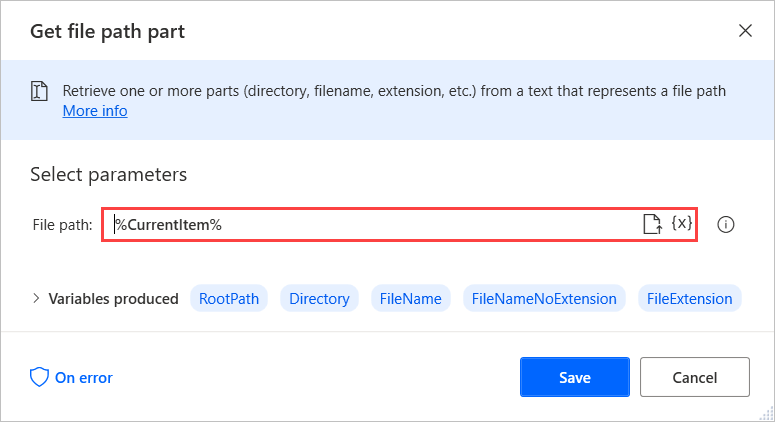 Get file path part
Retrieve one or more parts (directory, filename, extension, etc.) from a text that represents a file path
More info
Select parameters
File path: %CurrentItem% {x}
Variables produced RootPath Directory FileName FileNameNoExtension FileExtension
On error Save Cancel